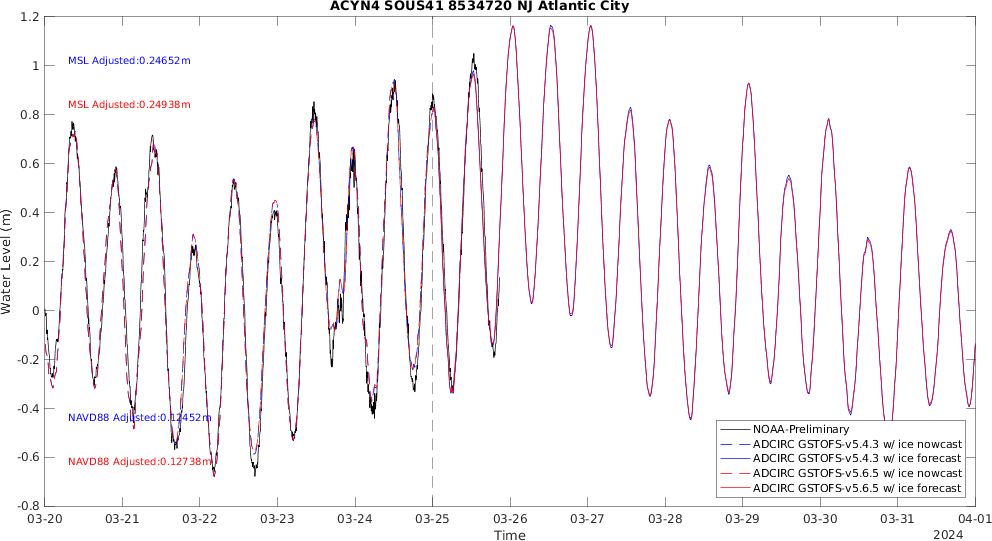 ACYN4 SOUS41 8534720 NJ Atlantic City
1.2
1
0.8
0.6
0.4
0.2
0
-0.2
-0.4
-0.6
-0.8
Water Level (m)
MSL Adjusted:0.24652m
MSL Adjusted:0.24938m
NAVD88 Adjusted:0.12452m
NAVD88 Adjusted:0.12738m
NOAA-Preliminary
ADCIRC GSTOFS-v5.4.3 w/ ice nowcast
ADCIRC GSTOFS-v5.4.3 w/ ice forecast
ADCIRC GSTOFS-v5.6.5 w/ ice nowcast
ADCIRC GSTOFS-v5.6.5 w/ ice forecast
03-20 03-21 03-22 03-23 03-24 03-25 03-26 03-27 03-28 03-29 03-30 03-31 04-01
Time
2024